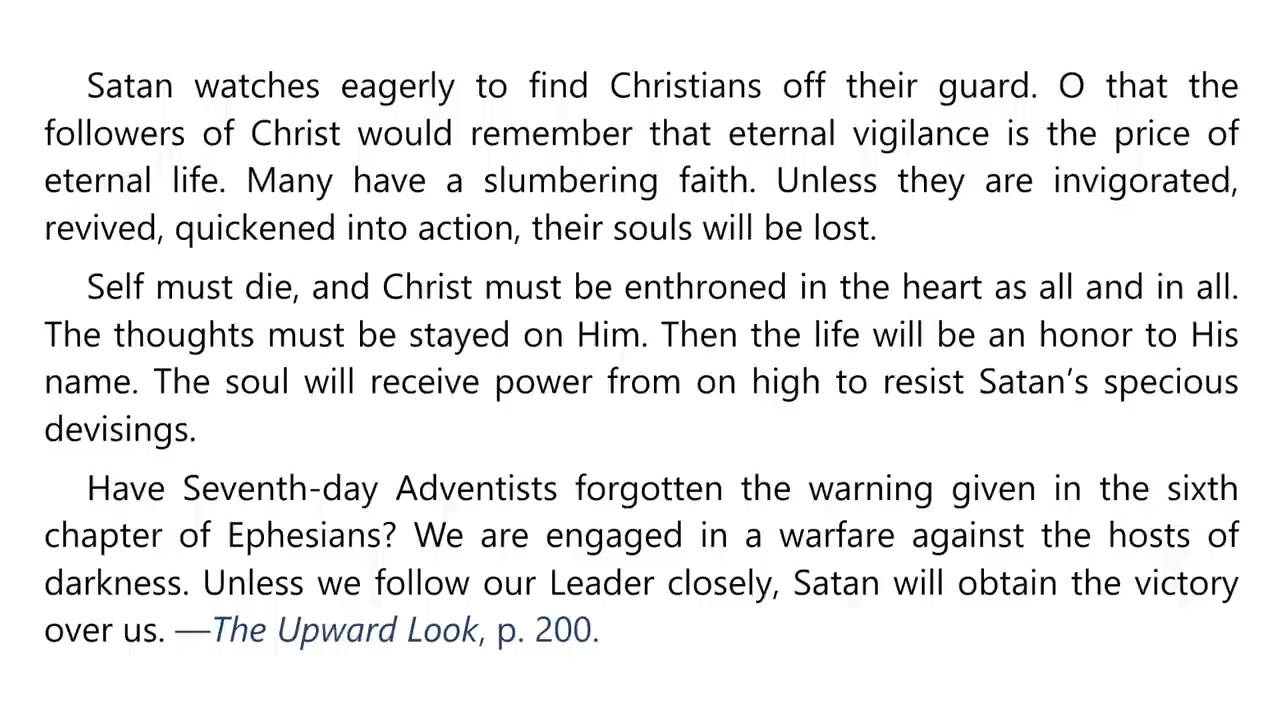 Satan watches eagerly to find Christians off their guard. O that the
followers of Christ would remember that eternal vigilance is the price of
eternal life. Many have a slumbering faith. Unless they are invigorated,
revived, quickened into action, their souls will be lost.
Self must die, and Christ must be enthroned in the heart as all and in all.
The thoughts must be stayed on Him. Then the life will be an honor to His
name. The soul will receive power from on high to resist Satan’s specious
devisings.
Have Seventh-day Adventists forgotten the warning given in the sixth
chapter of Ephesians? We are engaged in a warfare against the hosts of
darkness. Unless we follow our Leader closely, Satan will obtain the victory
over us. —The Upward Look, p. 200.